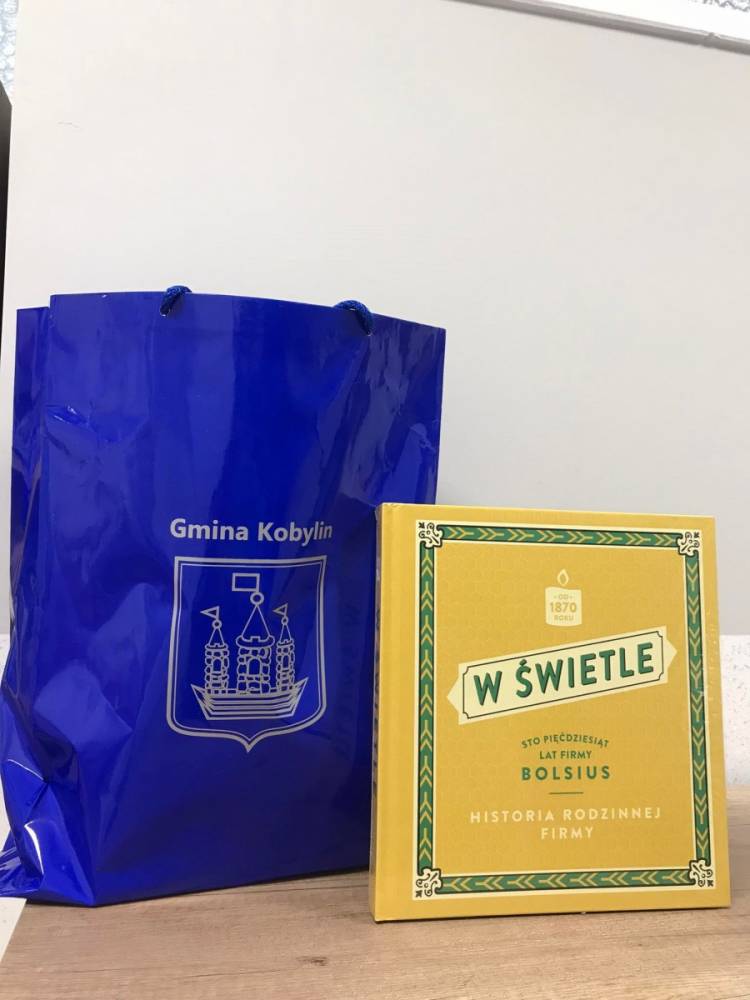 Gmina Kobylin
OD
1870
ROKU
W ŚWIETLE
STO PIĘĆDZIESIĄT
LAT FIRMY
BOLSIUS
HISTORIA RODZINNEJ
FIRMY